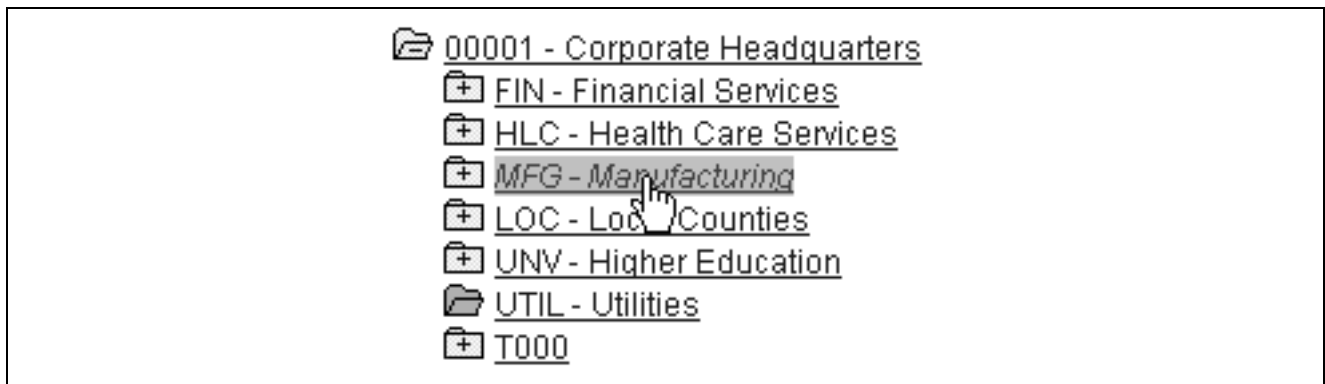 00001 - Corporate Headquarters
FIN - Financial Services
HLC - Health Care Services
MFG - Manufacturing
LOC - Local Counties
UNV - Higher Education
UTIL - Utilities
T000